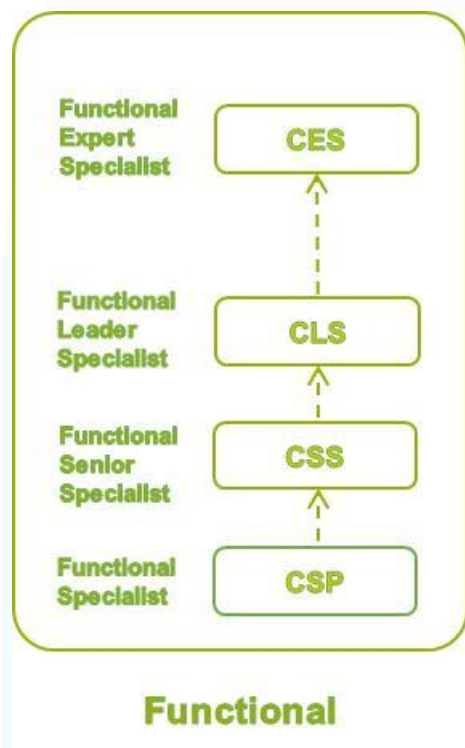 Functional
Expert
Specialist
CES
Functional
Leader
Specialist
CLS
Functional
Senior
Specialist
CSS
Functional
Specialist
CSP
Functional